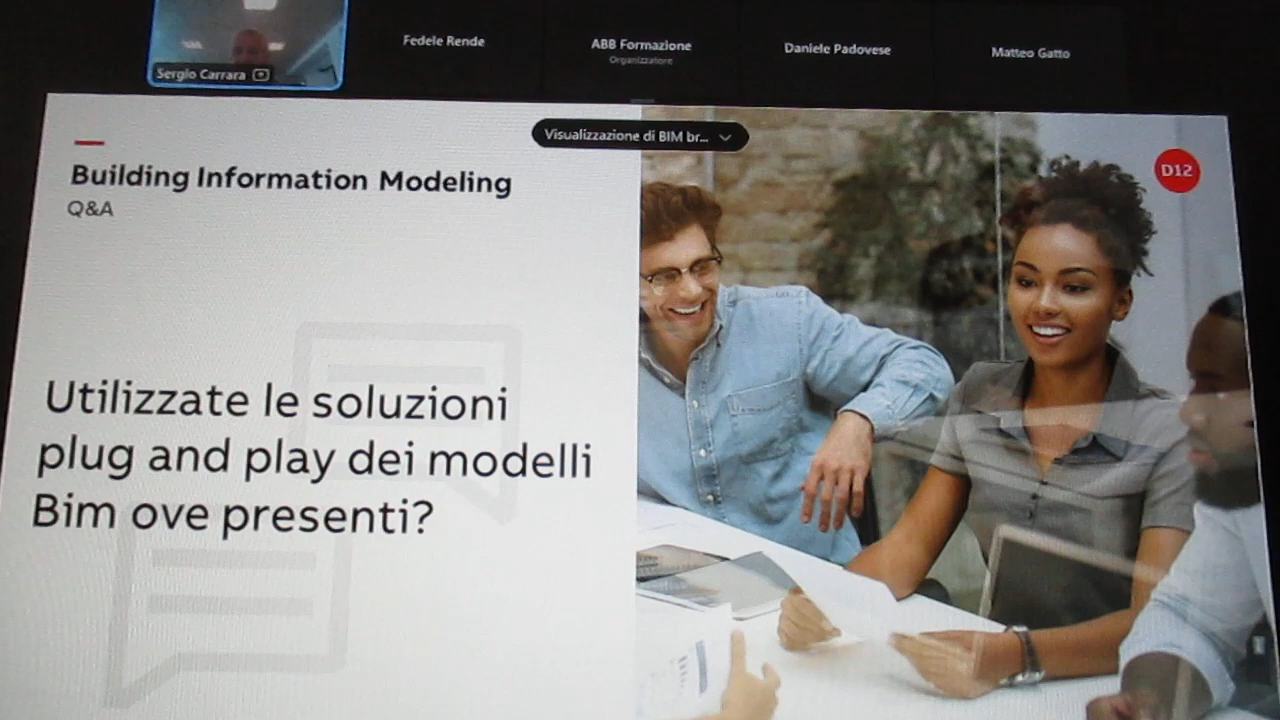 Sergio Carrara
Fedele Rende
ABB Formazione
Organizzatore
Daniele Padovese
Matteo Gatto
Visualizzazione di BIM br...
Building Information Modeling
Q&A
D12
Utilizzate le soluzioni
plug and play dei modelli
Bim ove presenti?